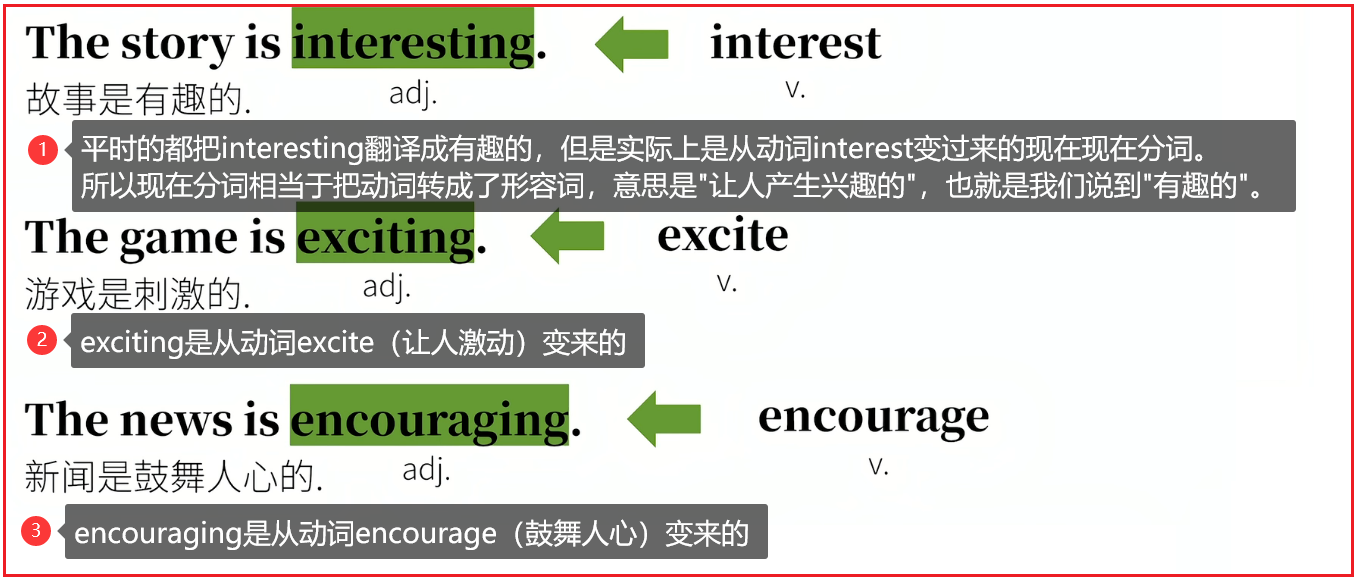 The story is interesting. interest
故事是有趣的. adj. v.
1 平时的都把interesting翻译成有趣的，但是实际上是从动词interest变过来的现在现在分词。
所以现在分词相当于把动词转成了形容词，意思是"让人产生兴趣的"，也就是我们说到"有趣的"。
The game is exciting. excite
游戏是刺激的. adj. v.
2 exciting是从动词excite（让人激动）变来的
The news is encouraging. encourage
新闻是鼓舞人心的. adj. v.
3 encouraging是从动词encourage（鼓舞人心）变来的